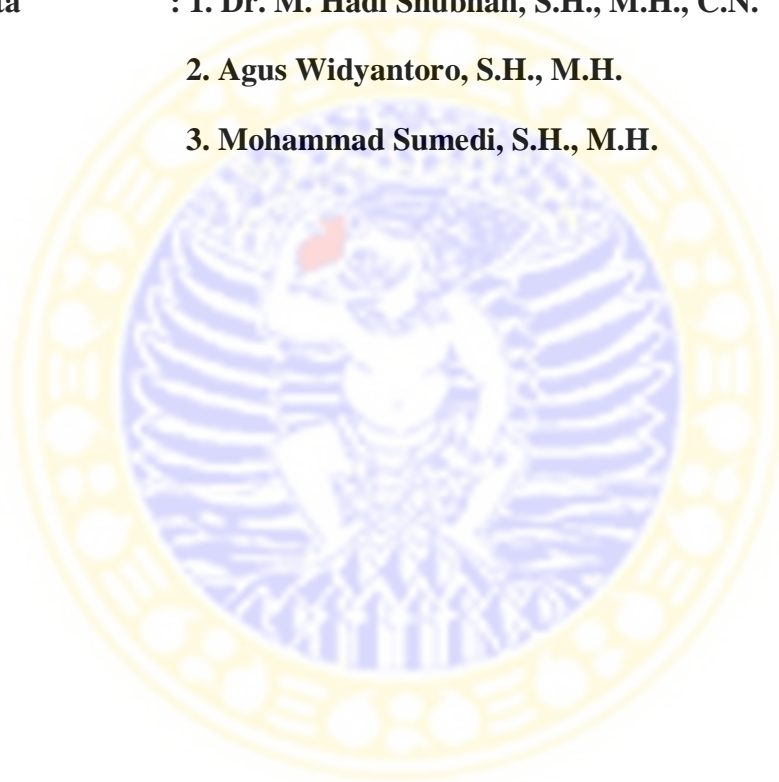 : 1. Dr. M. Hadi Shubhan, S.H., M.H., C.N.
2. Agus Widyantoro, S.H., M.H.
3. Mohammad Sumedi, S.H., M.H.